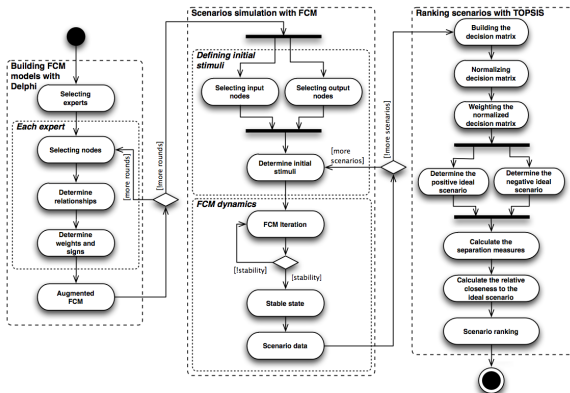 Building FCM
models with
Delphi
Selecting
experts
Each expert
Selecting nodes
Determine
relationships
Determine
weights and
signs
Augmented
FCM
[more rounds]
[!more rounds]
Scenarios simulation with FCM
Defining initial
stimuli
Selecting input
nodes
Selecting output
nodes
Determine initial
stimuli
[more
scenarios]
FCM dynamics
FCM Iteration
[!stability]
[stability]
Stable state
Scenario data
[!more scenarios]
Ranking scenarios with TOPSIS
Building the
decision matrix
Normalizing
decision matrix
Weighting the
normalized
decision matrix
Determine the
positive ideal
scenario
Determine the
negative ideal
scenario
Calculate the
separation measures
Calculate the relative
closeness to the
ideal scenario
Scenario ranking